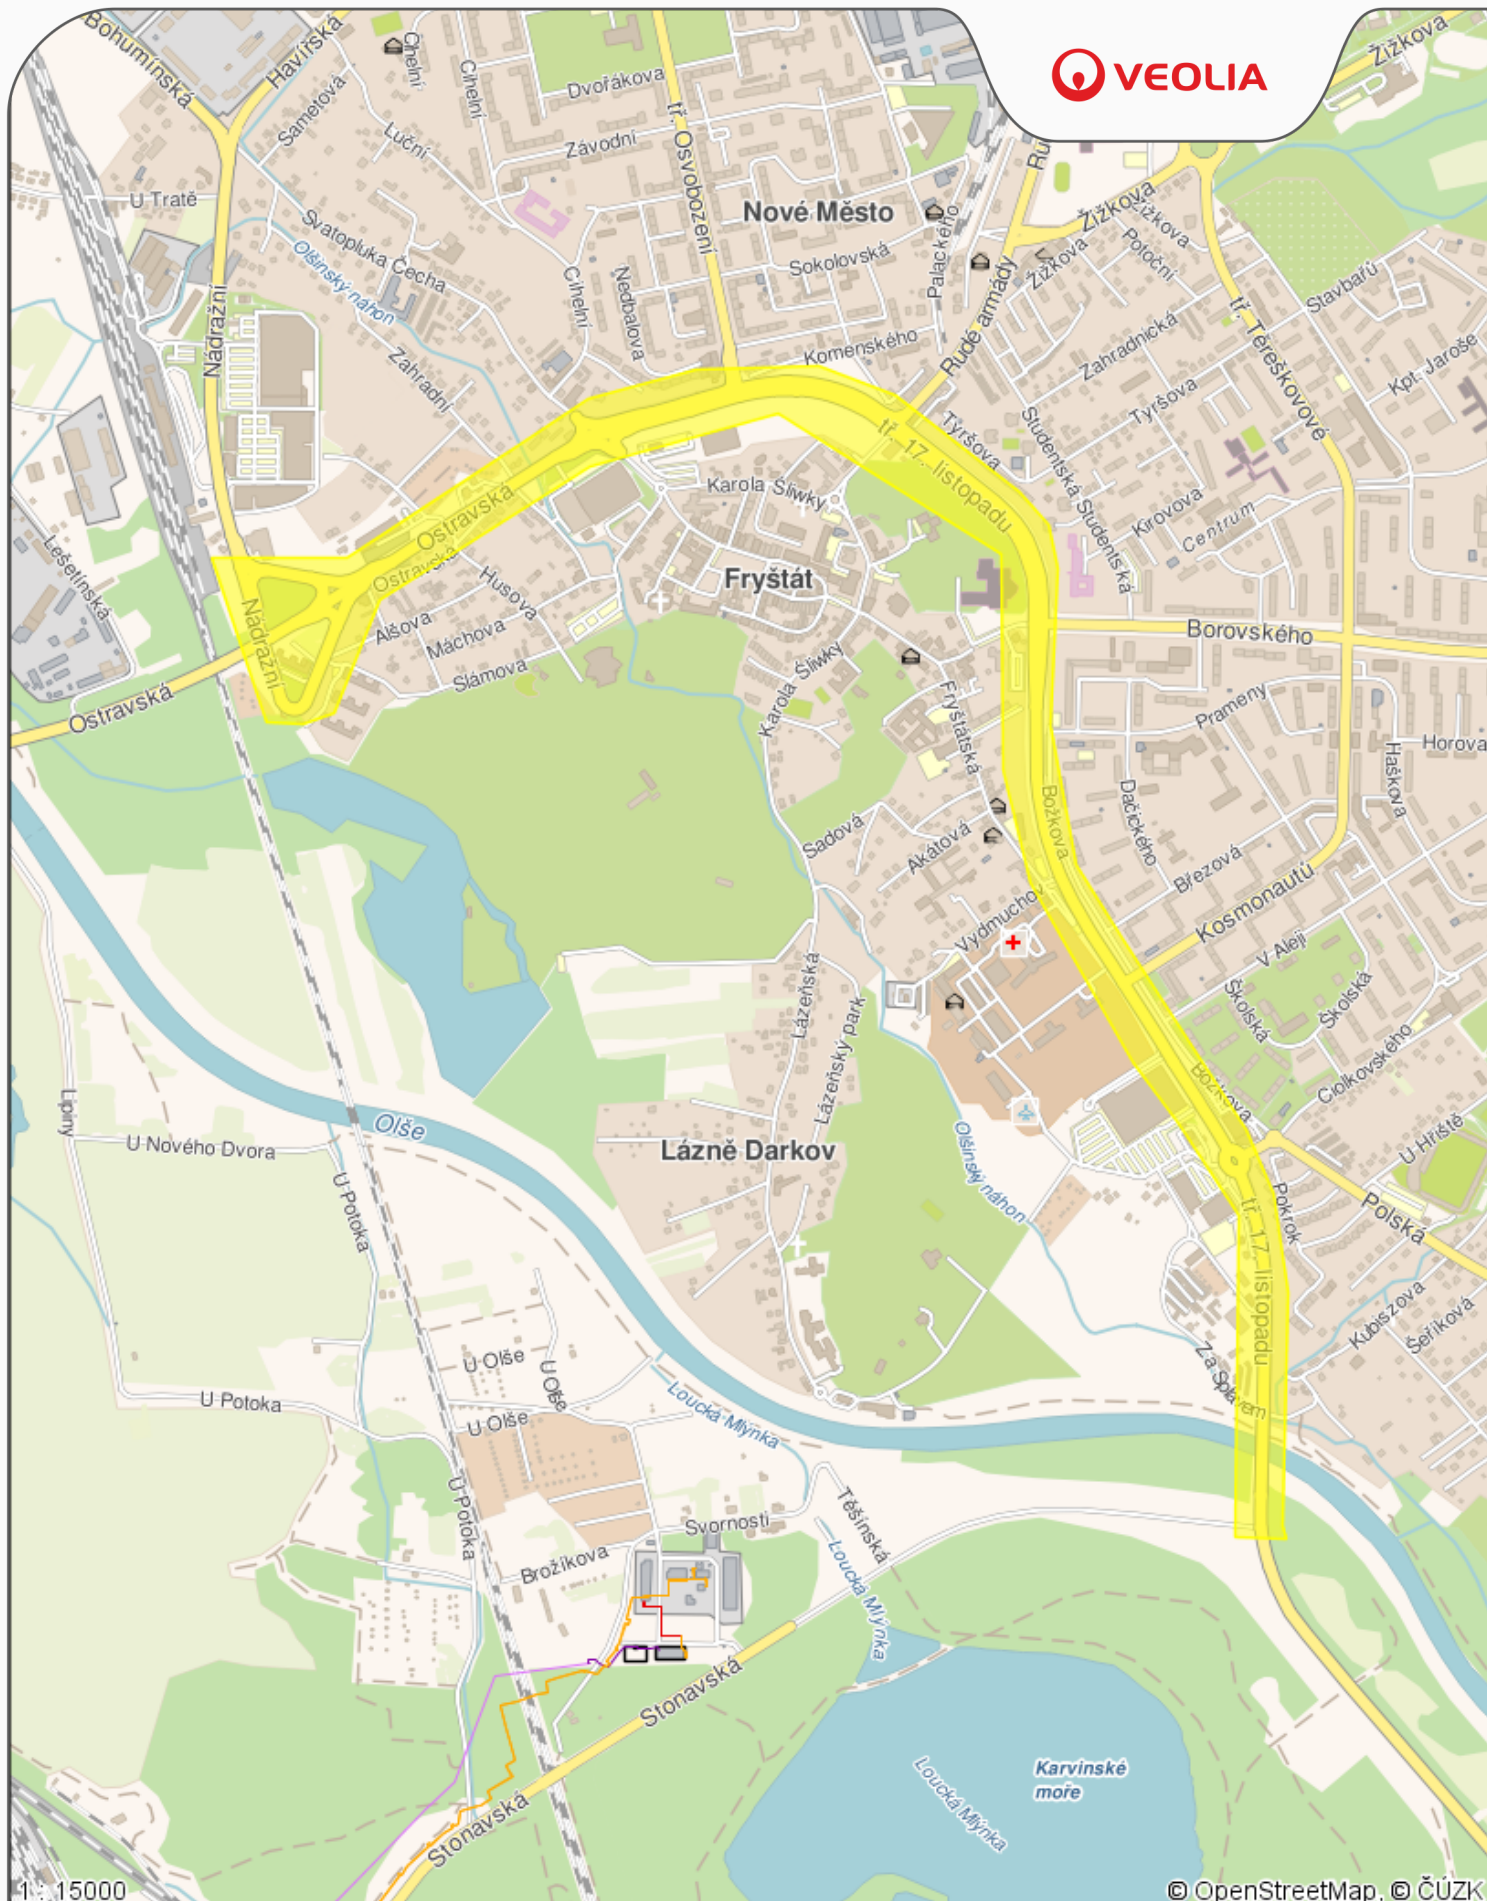 Bohumínská
Havířská
Cihelní
Cihelní
Dvořákova
tř. Osvobození
VEOLIA
Žižkova
Sametová
Luční
Závodní
Ru
U Tratě
Svatopluka Čecha
Olšinský náhon
Nové Město
Palackého
Žižkova
Žižkova
Žižkova
Potoční
Sokolovská
Cihelní
Nedbalova
Stavbařů
Nádražní
Zahradní
Komenského
Rudé armády
Zahradnická
tř. Těreškovové
Kpt. Jaroše
Tyršova
Tyršova
Studentská
Studentská
tř. 17. listopadu
Karola Śliwky
Kirovova
Centrum
Ostravská
Ostravská
Lešetínská
Husova
Fryštát
Nádražní
Alšova
Máchova
Slámova
Borovského
Karola Śliwky
Fryštátská
Ostravská
Prameny
Horova
Haškova
Božkova
Dačického
Sadová
Akátová
Březová
Kosmonautů
Vydmuchov
V Aleji
Lázeňská
Lázeňský park
Školská
Školská
Ciolkovského
Božkova
Lipiny
Olše
U Nového Dvora
Lázně Darkov
U Hřiště
Olšinský náhon
U Potoka
Pokrok
Polská
tř. 17. listopadu
Kubiszova
Šeříková
Za Splavem
U Olše
U Olše
U Potoka
Loucká Mlýnka
U Olše
U Potoka
Těšínská
Svornosti
Brožíkova
Loucká Mlýnka
Stonavská
Karvinské
moře
Loucká Mlýnka
Stonavská
1 : 15000
© OpenStreetMap, © ČÚZK